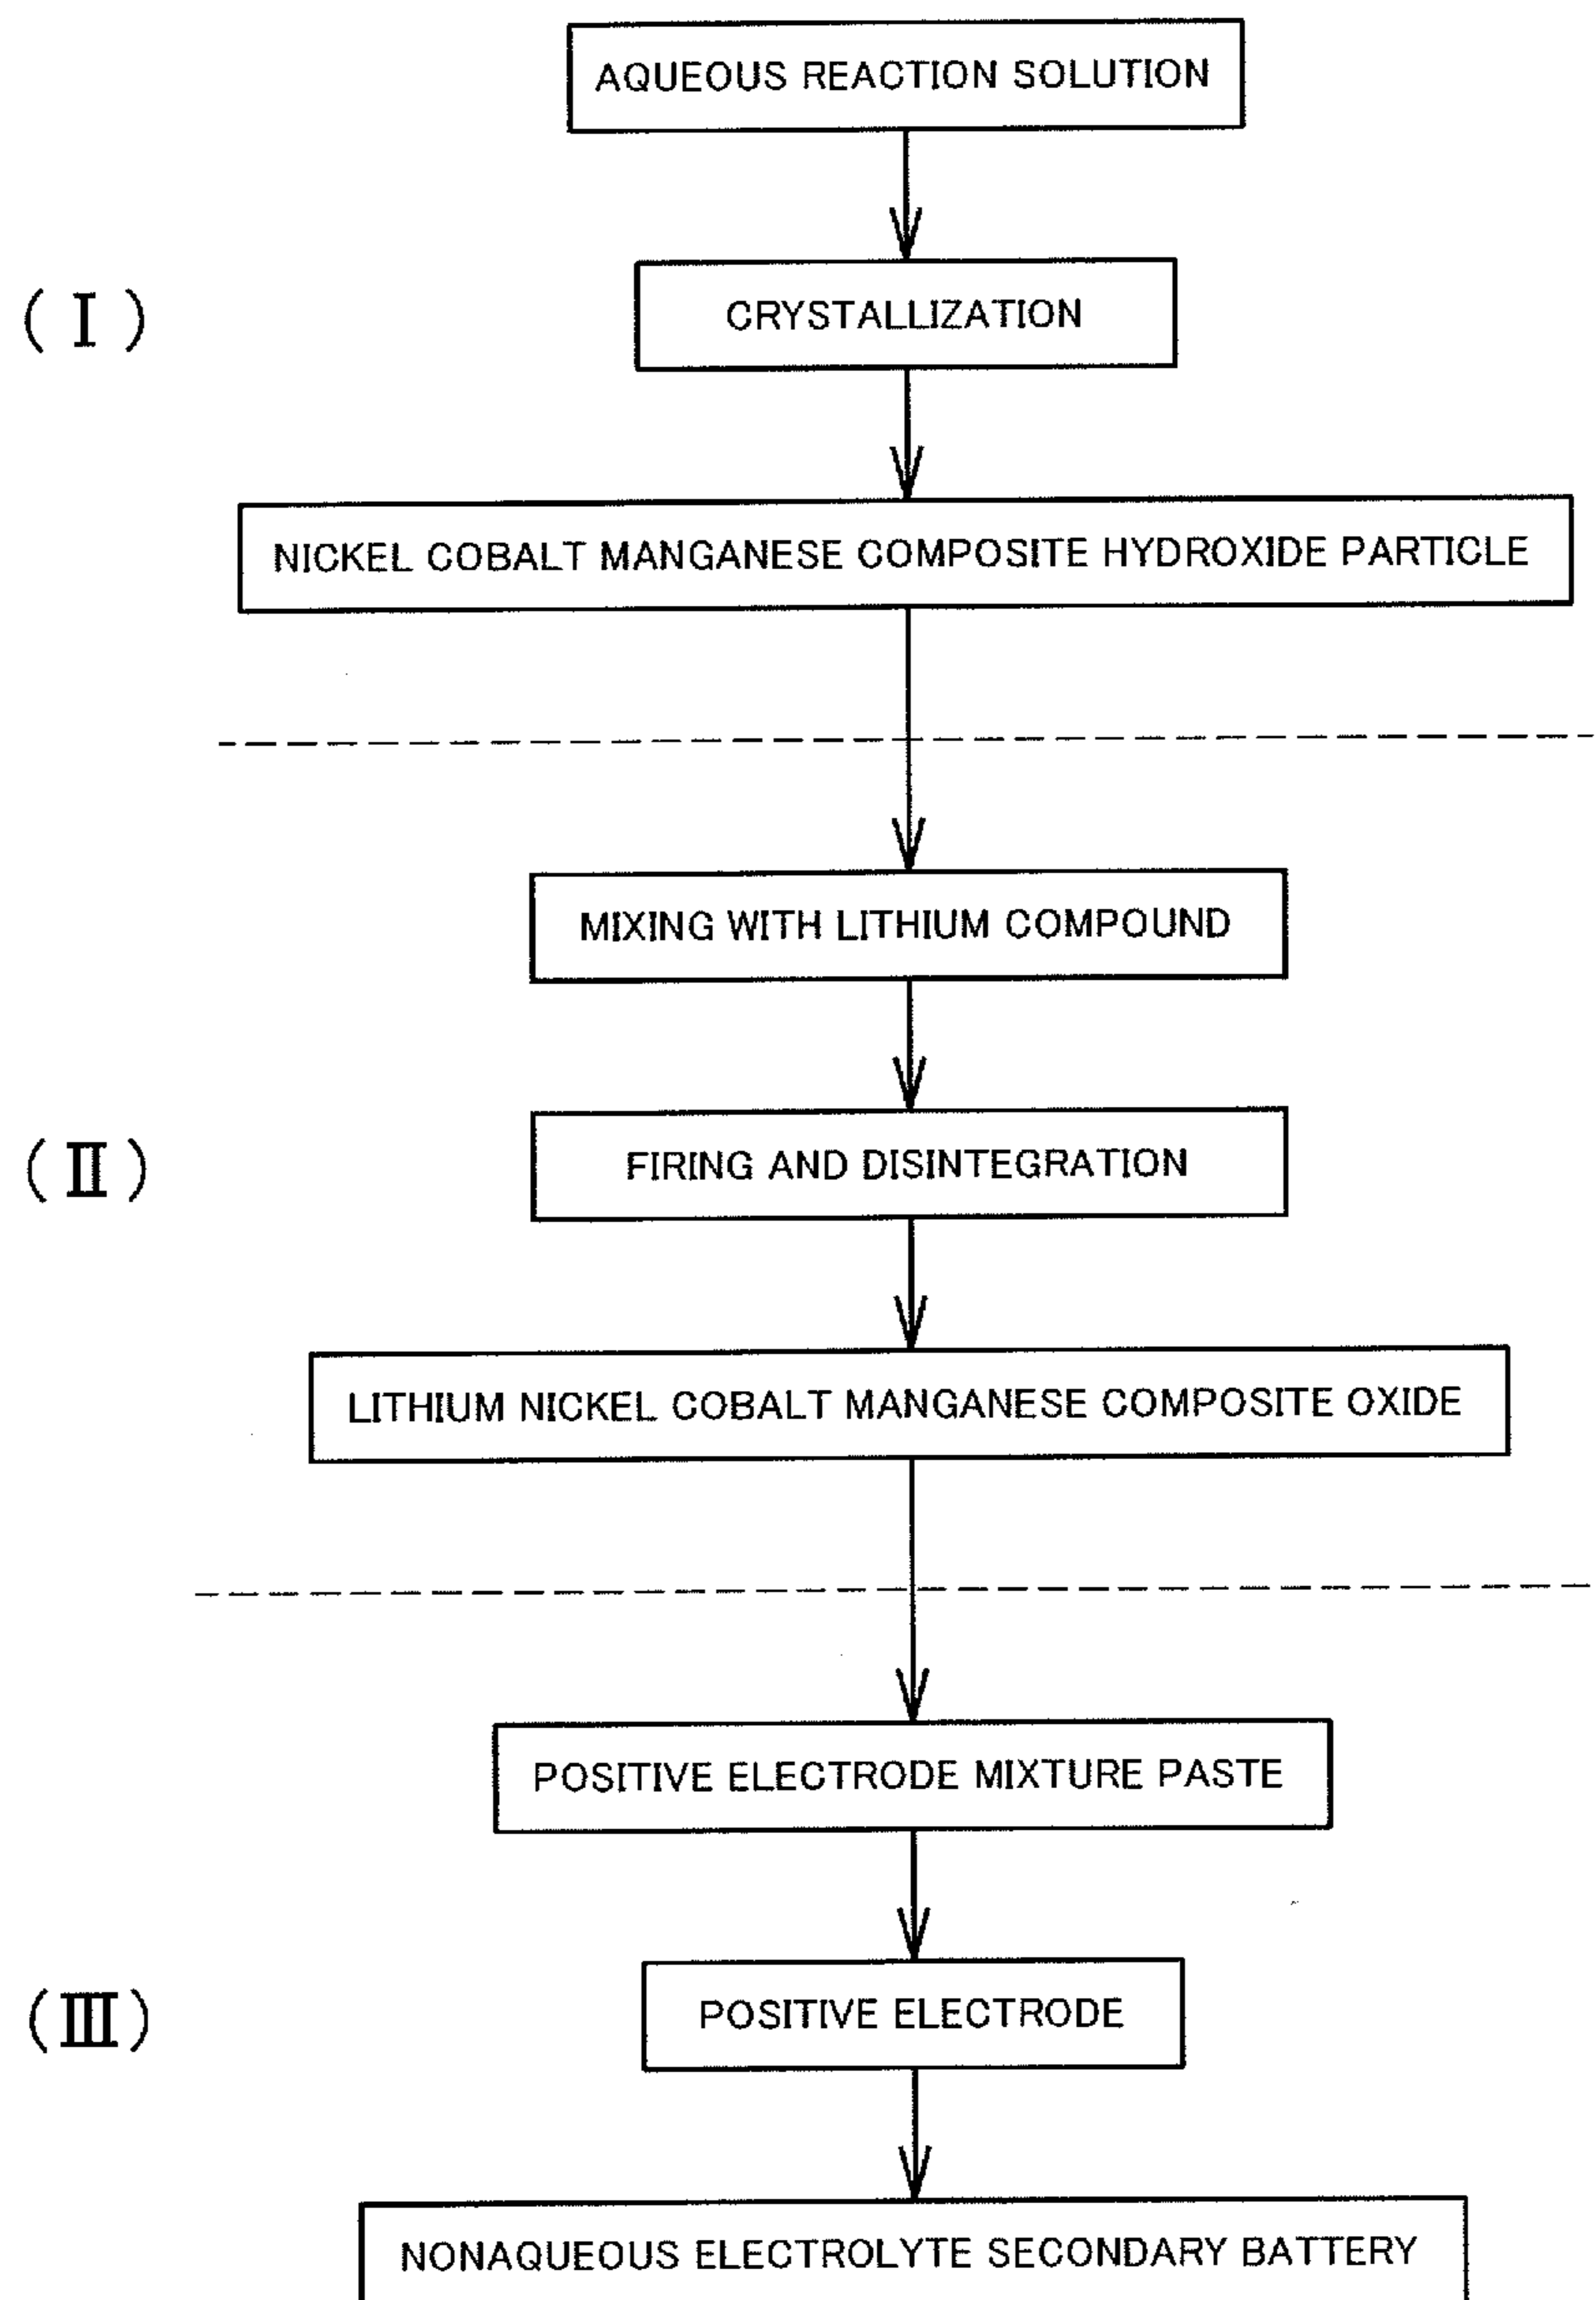 AQUEOUS REACTION SOLUTION
(Ⅰ)
CRYSTALLIZATION
NICKEL COBALT MANGANESE COMPOSITE HYDROXIDE PARTICLE
MIXING WITH LITHIUM COMPOUND
(Ⅱ)
FIRING AND DISINTEGRATION
LITHIUM NICKEL COBALT MANGANESE COMPOSITE OXIDE
POSITIVE ELECTRODE MIXTURE PASTE
(Ⅲ)
POSITIVE ELECTRODE
NONAQUEOUS ELECTROLYTE SECONDARY BATTERY